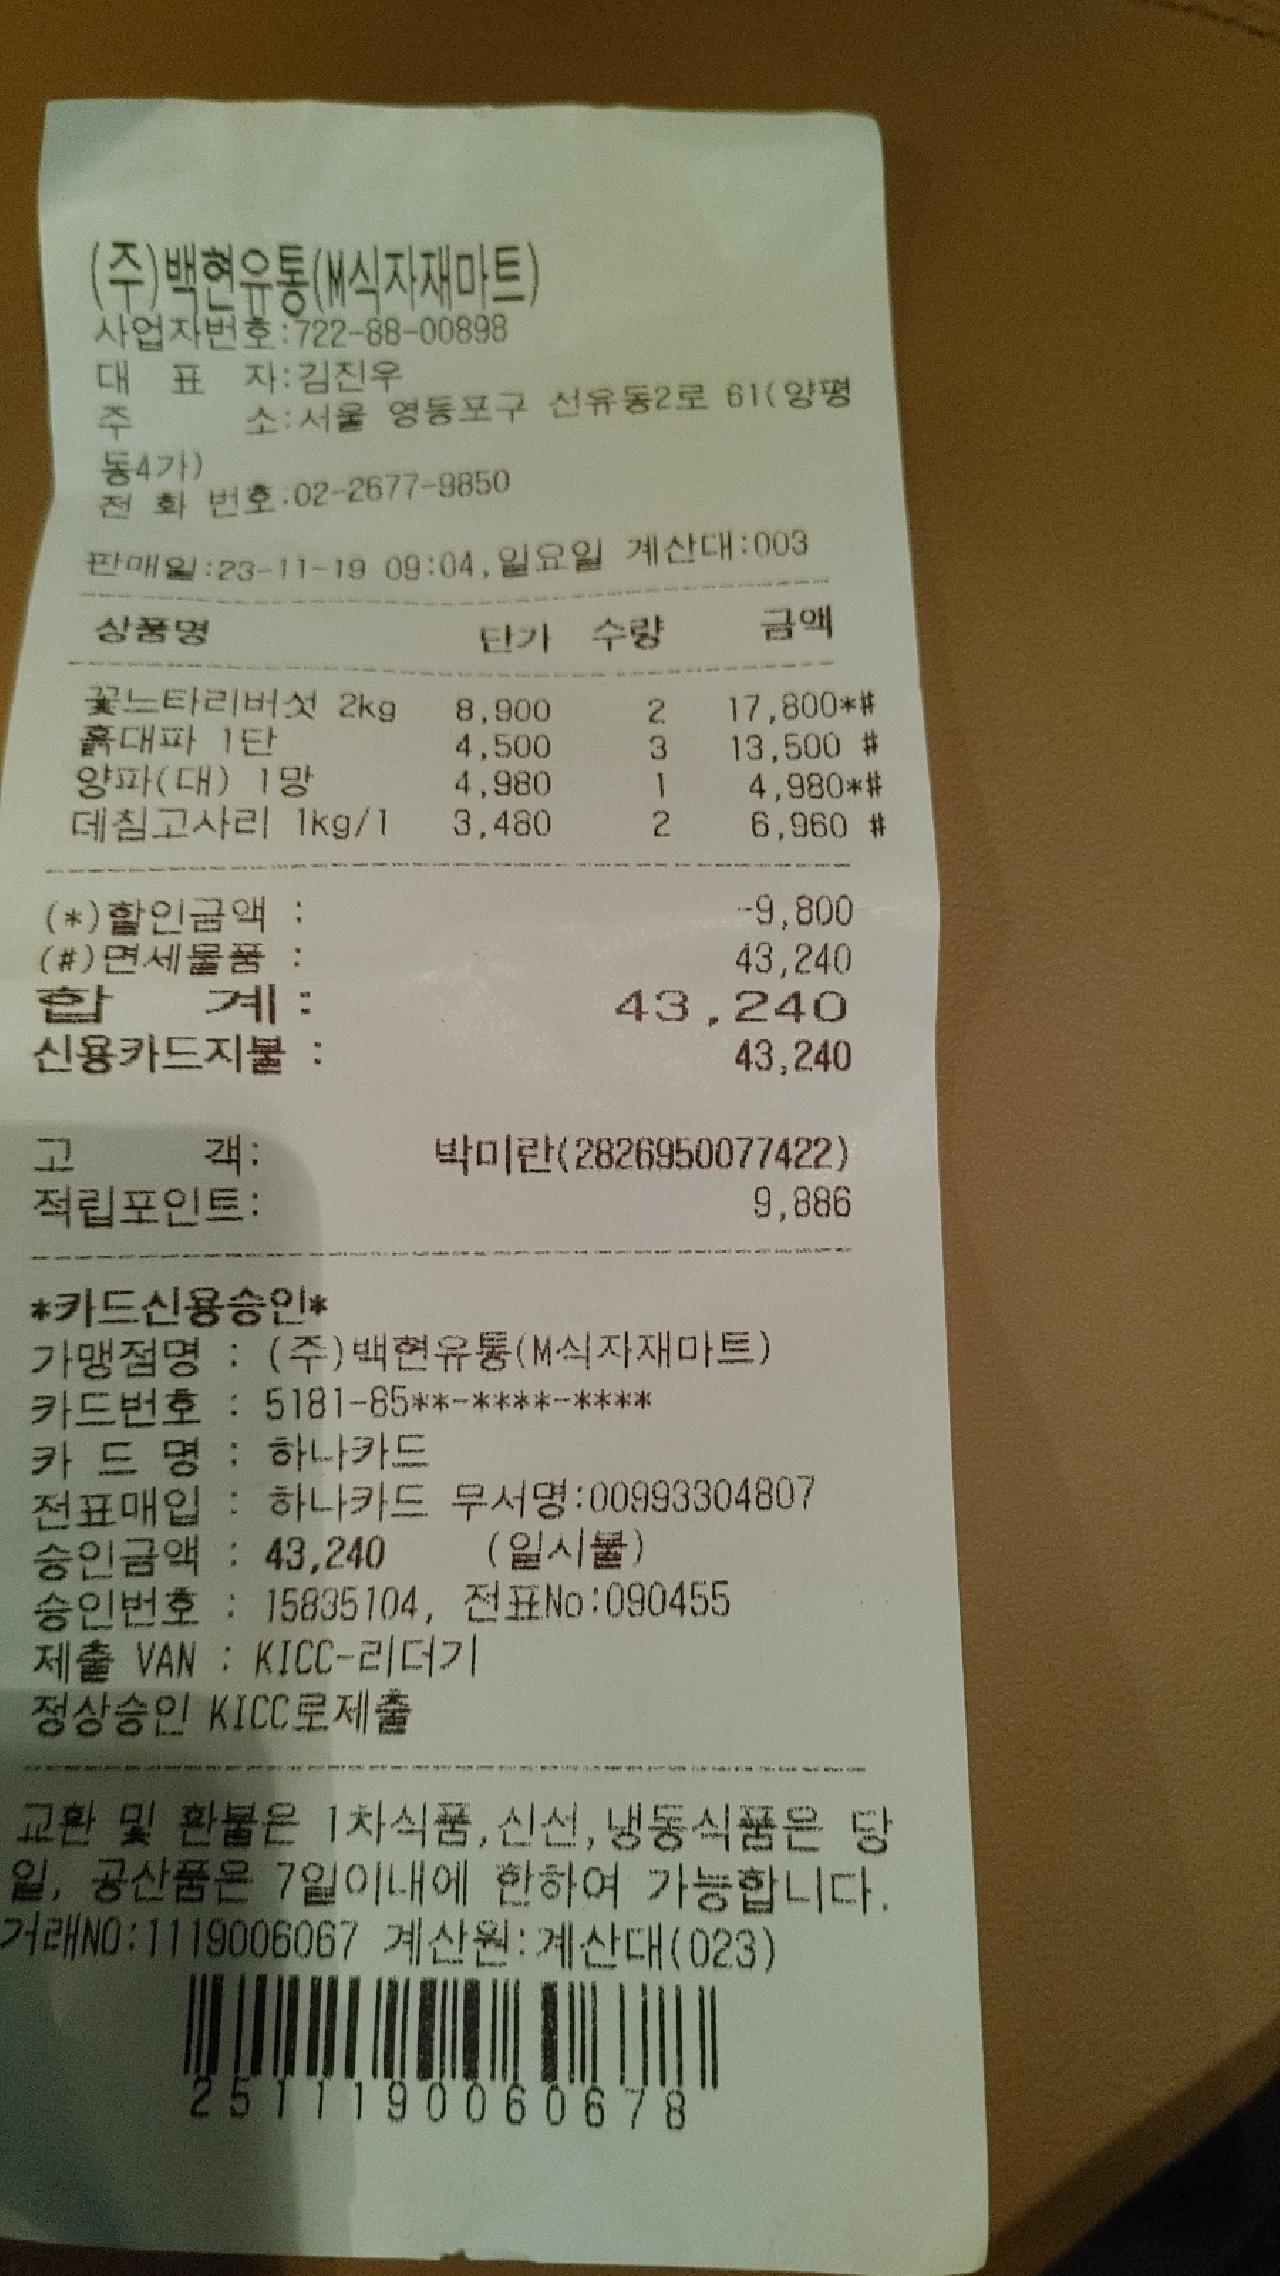 (주)백현유통(M식자재마트)
사업자번호:722-88-00898
대 표 자:김진우
주 소:서울 영등포구 선유동2로 61(양평
동4가)
전 화 번호:02-2677-9850
판매일:23-11-19 09:04,일요일 계산대:003
상품명 단가 수량 금액
꽃느타리버섯 2kg 8,900 2 17,800*#
흙대파 1단 4,500 3 13,500 #
양파(대) 1망 4,980 1 4,980*#
데침고사리 1kg/1 3,480 2 6,960 #
(*)할인금액 : -9,800
(#)면세물품 : 43,240
합 계: 43,240
신용카드지불 : 43,240
고 객: 박미란(2826950077422)
적립포인트: 9,886
*카드신용승인*
가맹점명 : (주)백현유통(M식자재마트)
카드번호 : 5181-85**-****-****
카 드 명 : 하나카드
전표매입 : 하나카드 무서명:00993304807
승인금액 : 43,240 (일시불)
승인번호 : 15835104, 전표No:090455
제출 VAN : KICC-리더기
정상승인 KICC로제출
교환 및 환불은 1차식품,신선,냉동식품은 당
일, 공산품은 7일이내에 한하여 가능합니다.
거래NO:1119006067 계산원:계산대(023)
2511190060678